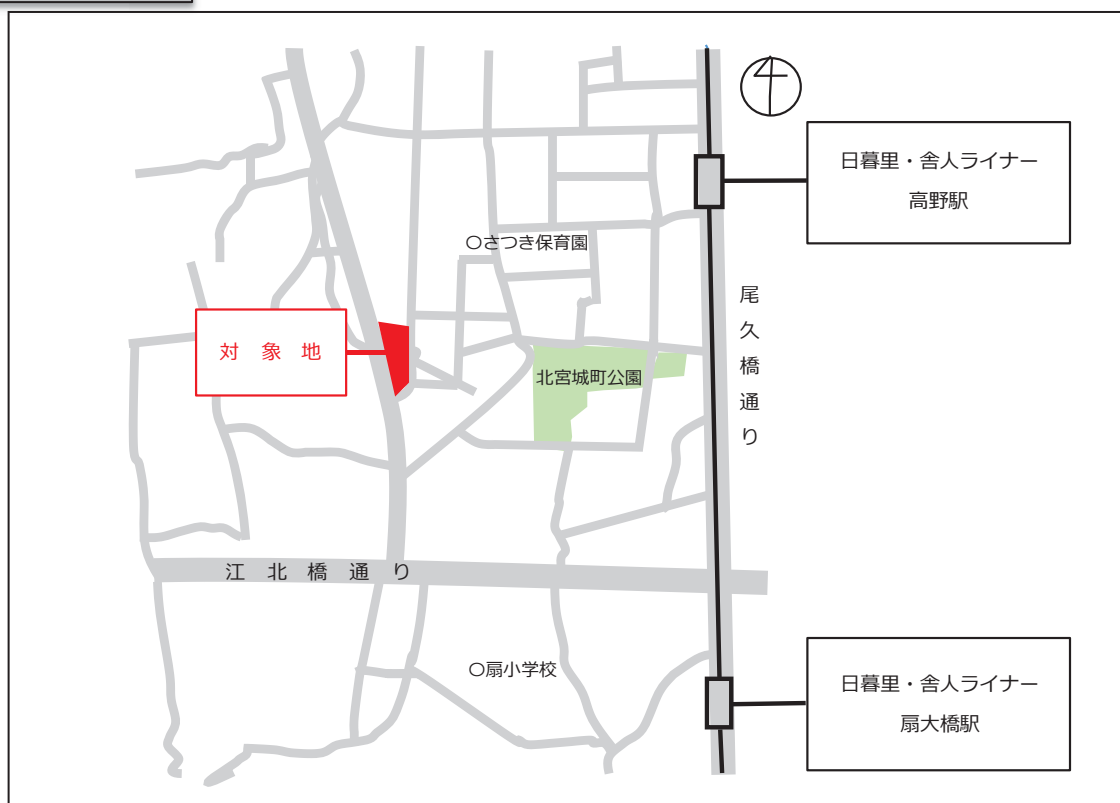 日暮里・舎人ライナー
高野駅
○さつき保育園
尾久橋通り
対象地
北宮城町公園
江北橋通り
○扇小学校
日暮里・舎人ライナー
扇大橋駅